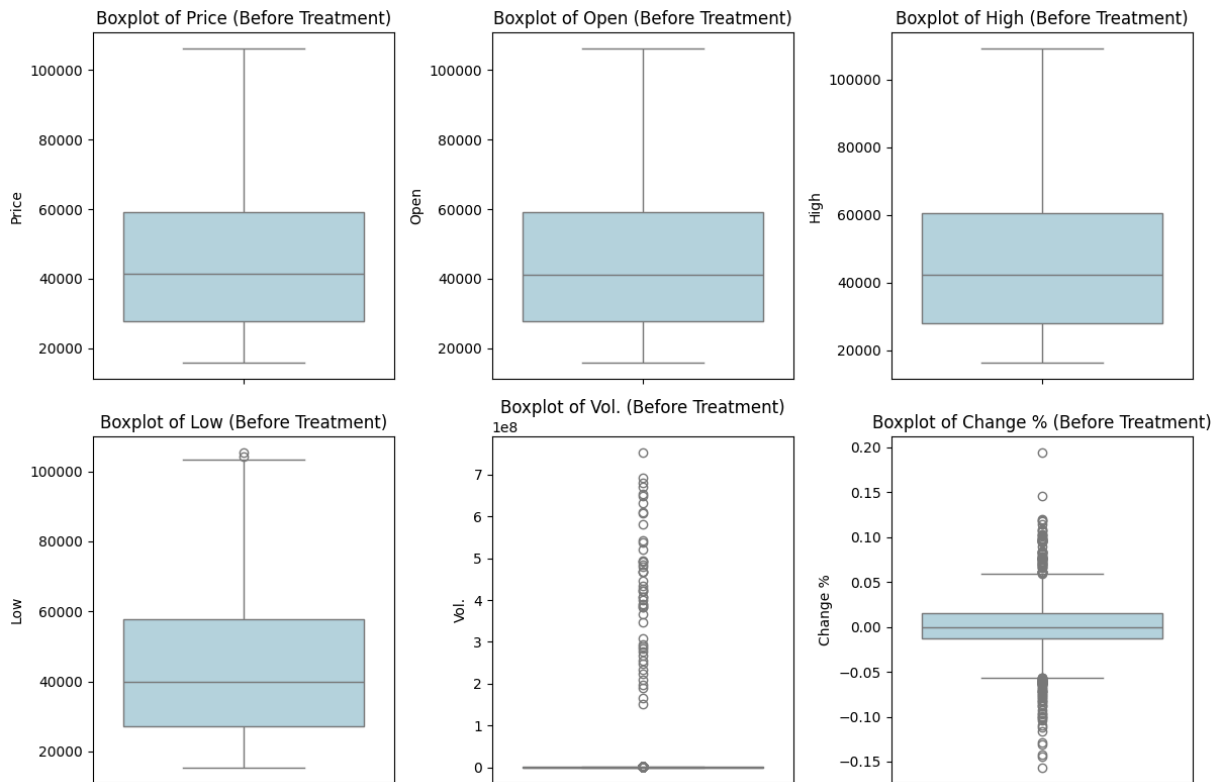 Boxplot of Price (Before Treatment)
100000
80000
60000
40000
20000
Price
Boxplot of Open (Before Treatment)
100000
80000
60000
40000
20000
Open
Boxplot of High (Before Treatment)
100000
80000
60000
40000
20000
High
Boxplot of Low (Before Treatment)
100000
80000
60000
40000
20000
Low
Boxplot of Vol. (Before Treatment)
1e8
7
6
5
4
3
2
1
0
Vol.
Boxplot of Change % (Before Treatment)
0.20
0.15
0.10
0.05
0.00
−0.05
−0.10
−0.15
Change %